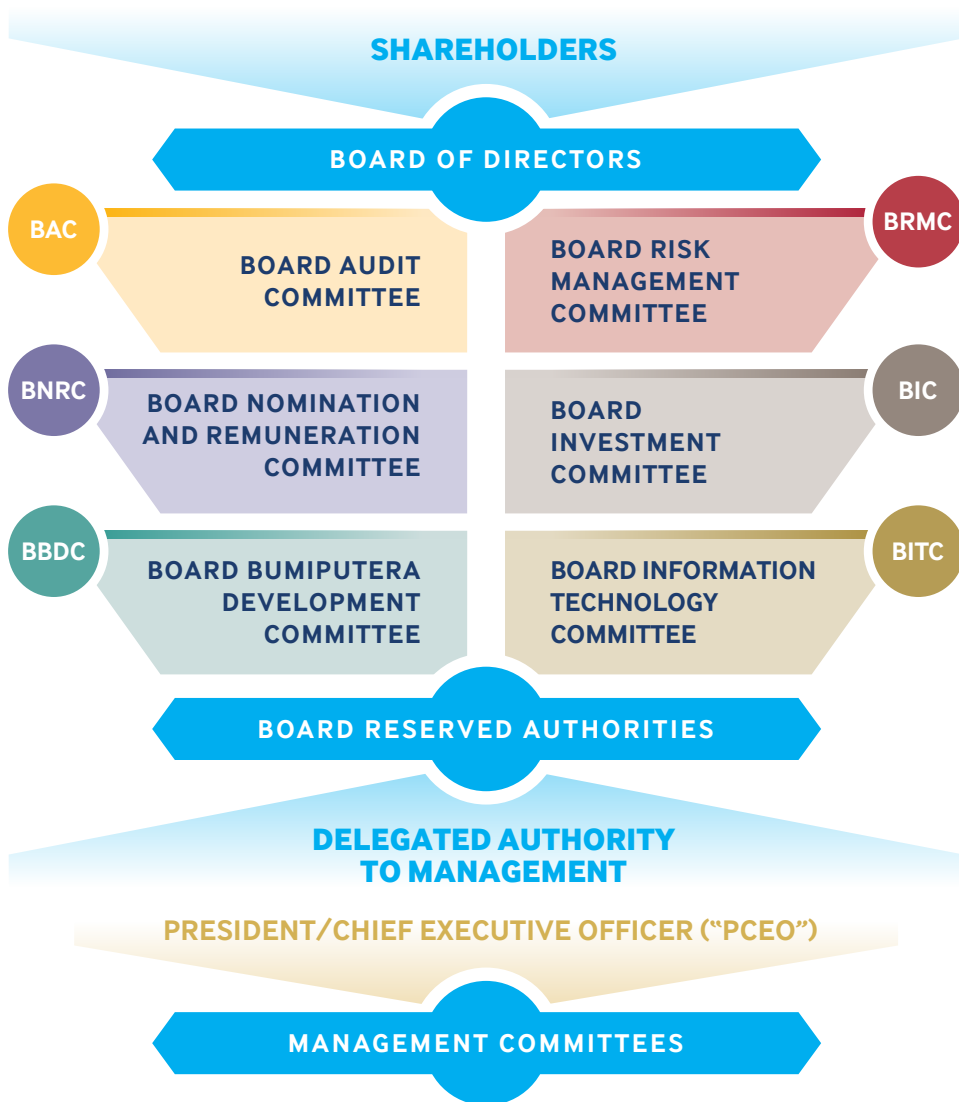 SHAREHOLDERS
BOARD OF DIRECTORS
BAC
BOARD AUDIT
COMMITTEE
BRMC
BOARD RISK
MANAGEMENT
COMMITTEE
BNRC
BOARD NOMINATION
AND REMUNERATION
COMMITTEE
BIC
BOARD
INVESTMENT
COMMITTEE
BBDC
BOARD BUMIPUTERA
DEVELOPMENT
COMMITTEE
BITC
BOARD INFORMATION
TECHNOLOGY
COMMITTEE
BOARD RESERVED AUTHORITIES
DELEGATED AUTHORITY
TO MANAGEMENT
PRESIDENT/CHIEF EXECUTIVE OFFICER (“PCEO”)
MANAGEMENT COMMITTEES